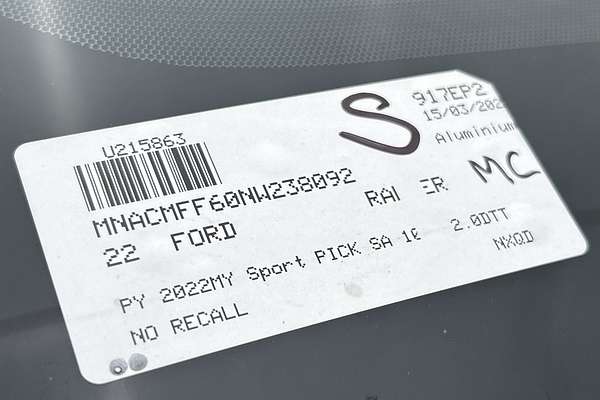 U215863
917EP2
15/03/202
Aluminium
S
MC
MNACMFF60NW238092
22 FORD
PY 2022MY Sport PICK SA 10 2.0DTT
NXQD
NO RECALL